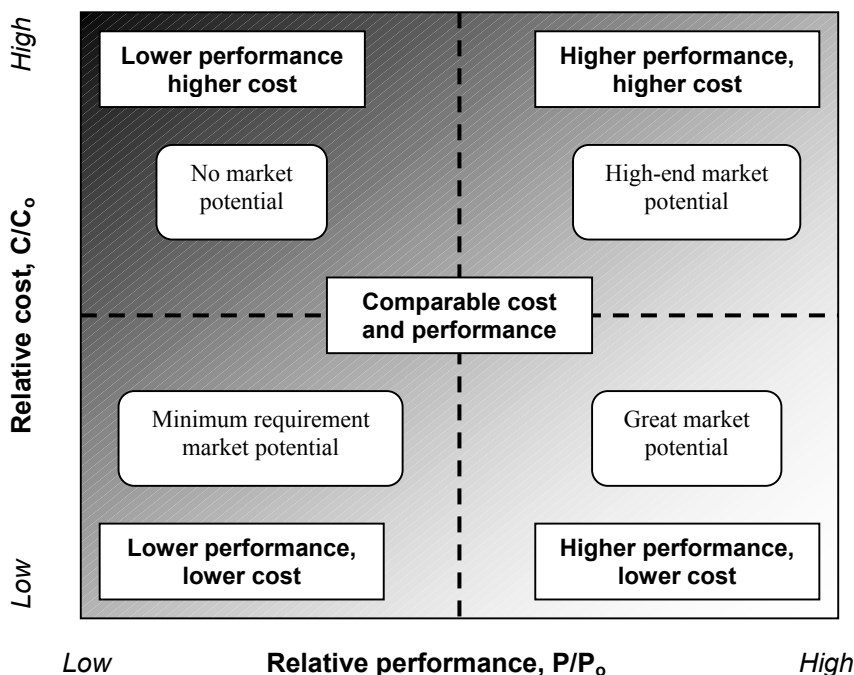 High
Lower performance
higher cost
Higher performance,
higher cost
No market
potential
High-end market
potential
Relative cost, C/Co
Comparable cost
and performance
Minimum requirement
market potential
Great market
potential
Lower performance,
lower cost
Higher performance,
lower cost
Low
Low
Relative performance, P/Po
High